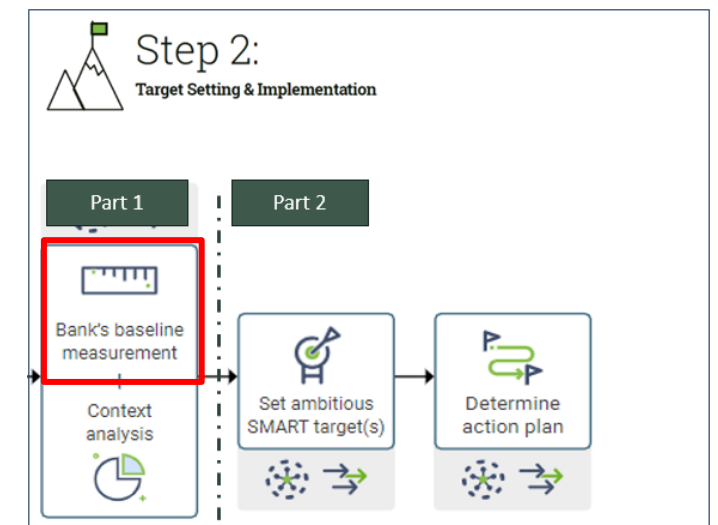 Step 2:
Target Setting & Implementation
Part 1
Part 2
Bank's baseline
measurement
+
Context
analysis
Set ambitious
SMART target(s)
Determine
action plan